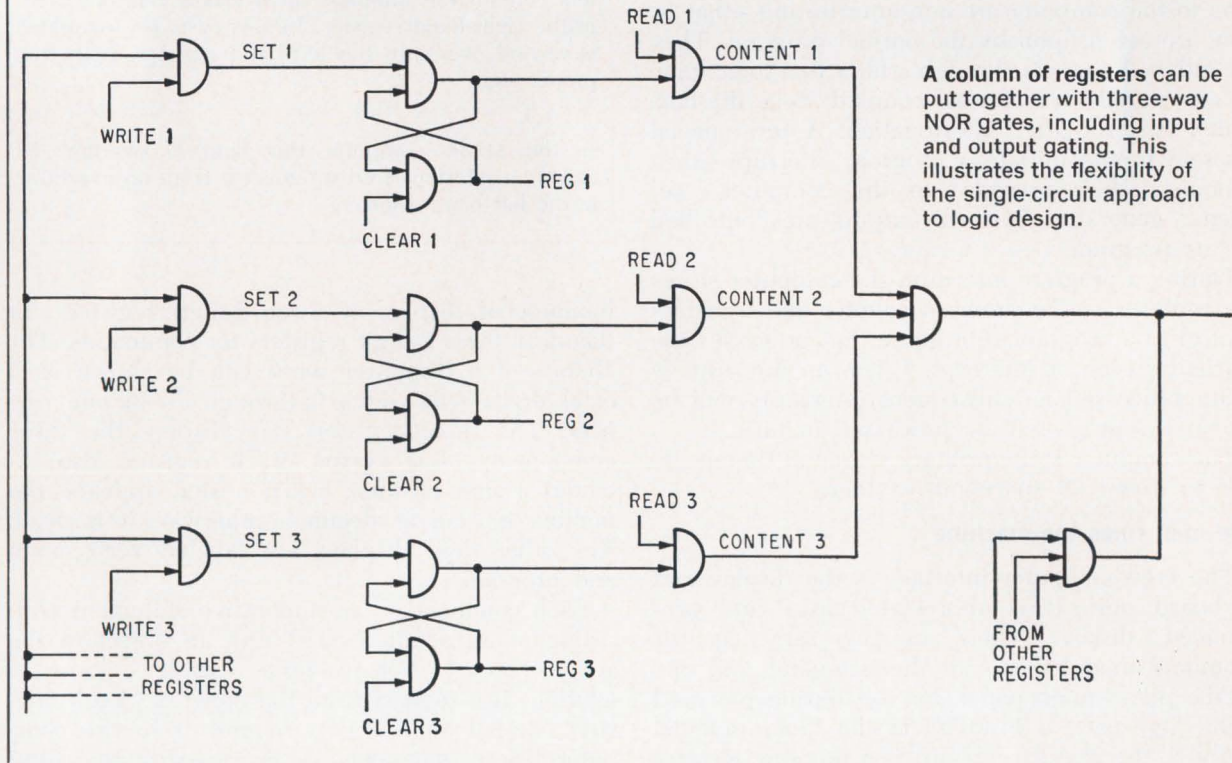 READ 1
SET 1
CONTENT 1
WRITE 1
REG 1
CLEAR 1
A column of registers can be
put together with three-way
NOR gates, including input
and output gating. This
illustrates the flexibility of
the single-circuit approach
to logic design.
READ 2
SET 2
CONTENT 2
WRITE 2
REG 2
CLEAR 2
READ 3
SET 3
CONTENT 3
WRITE 3
REG 3
CLEAR 3
TO OTHER
REGISTERS
FROM
OTHER
REGISTERS